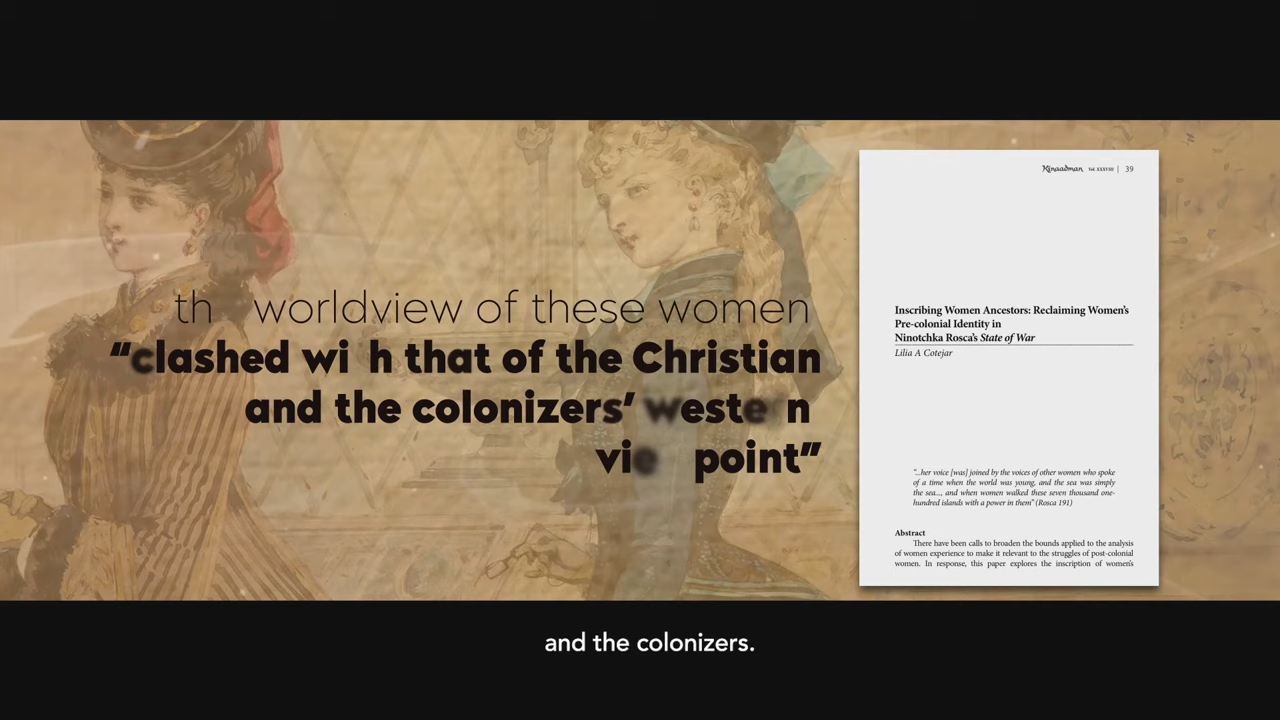 th worldview of these women
“clashed wi h that of the Christian
and the colonizers’ weste n
vie point”
Kinaadman Vol. XXXVIII | 39
Inscribing Women Ancestors: Reclaiming Women’s
Pre-colonial Identity in
Ninotchka Rosca’s State of War
Lilia A Cotejar
“...her voice [was] joined by the voices of other women who spoke
of a time when the world was young, and the sea was simply
the sea..., and when women walked these seven thousand one-
hundred islands with a power in them” (Rosca 191)
Abstract
There have been calls to broaden the bounds applied to the analysis
of women experience to make it relevant to the struggles of post-colonial
women. In response, this paper explores the inscription of women’s
and the colonizers.